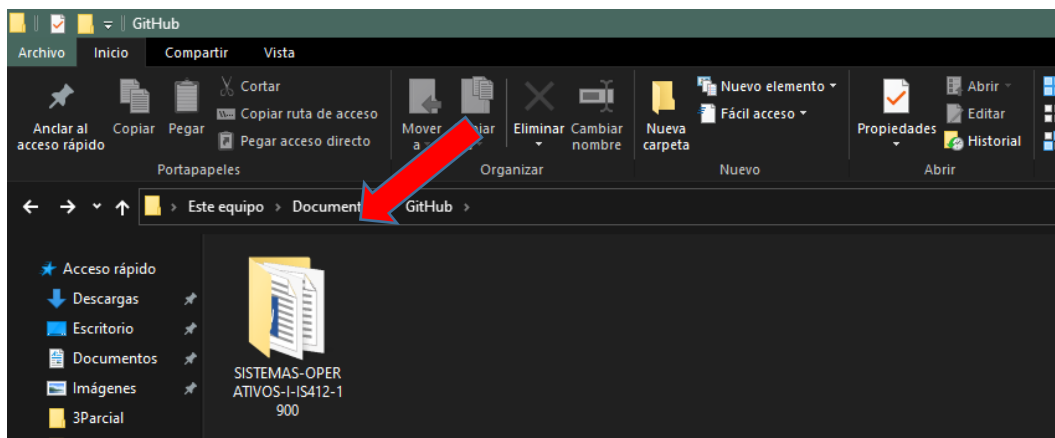 GitHub
Archivo Inicio Compartir Vista
Anclar al
acceso rápido
Copiar
Pegar
Cortar
Copiar ruta de acceso
Pegar acceso directo
Portapapeles
Mover
a
Eliminar
Cambiar
nombre
Organizar
Nueva
carpeta
Nuevo elemento
Fácil acceso
Nuevo
Propiedades
Abrir
Editar
Historial
Abrir
Este equipo > GitHub >
Acceso rápido
Descargas
Escritorio
Documentos
Imágenes
3Parcial
SISTEMAS-OPER
ATIVOS-I-IS412-1
900